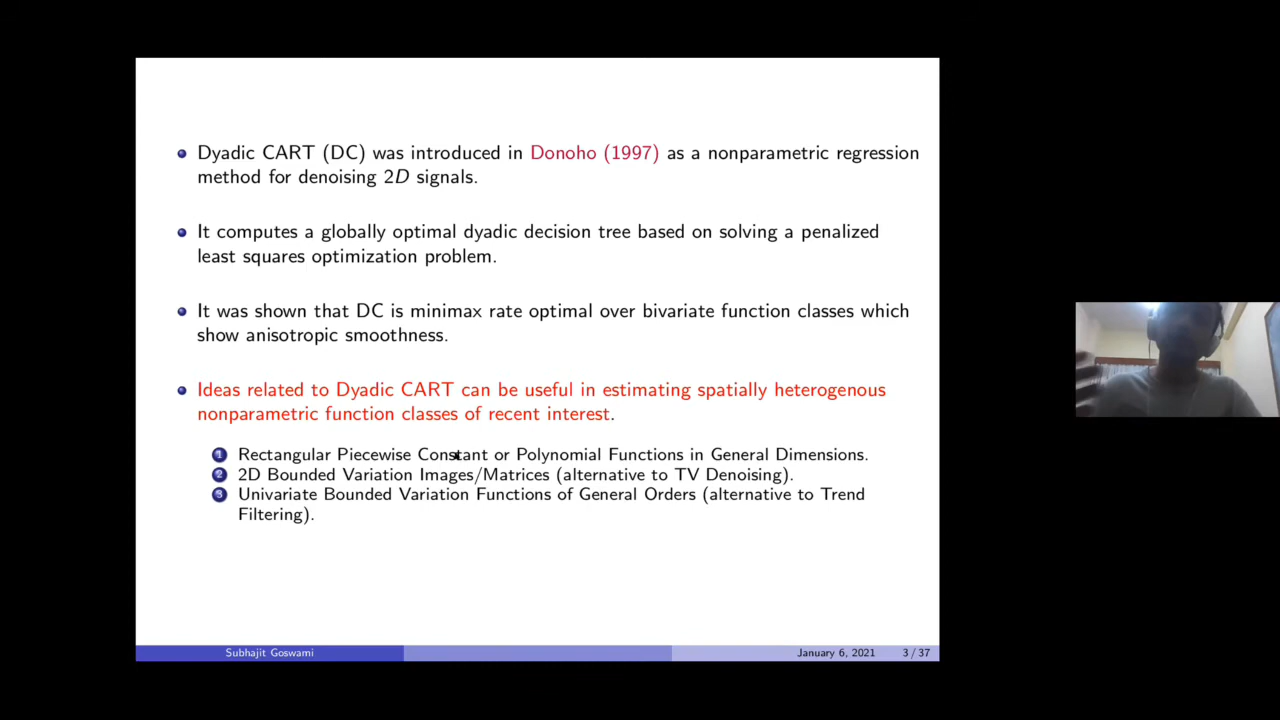 Dyadic CART (DC) was introduced in Donoho (1997) as a nonparametric regression
method for denoising 2D signals.
It computes a globally optimal dyadic decision tree based on solving a penalized
least squares optimization problem.
It was shown that DC is minimax rate optimal over bivariate function classes which
show anisotropic smoothness.
Ideas related to Dyadic CART can be useful in estimating spatially heterogenous
nonparametric function classes of recent interest.
1 Rectangular Piecewise Constant or Polynomial Functions in General Dimensions.
2 2D Bounded Variation Images/Matrices (alternative to TV Denoising).
3 Univariate Bounded Variation Functions of General Orders (alternative to Trend
Filtering).
Subhajit Goswami January 6, 2021 3 / 37